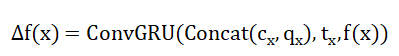 Δf(x) = ConvGRU(Concat(cₓ, qₓ), tₓ,f(x))